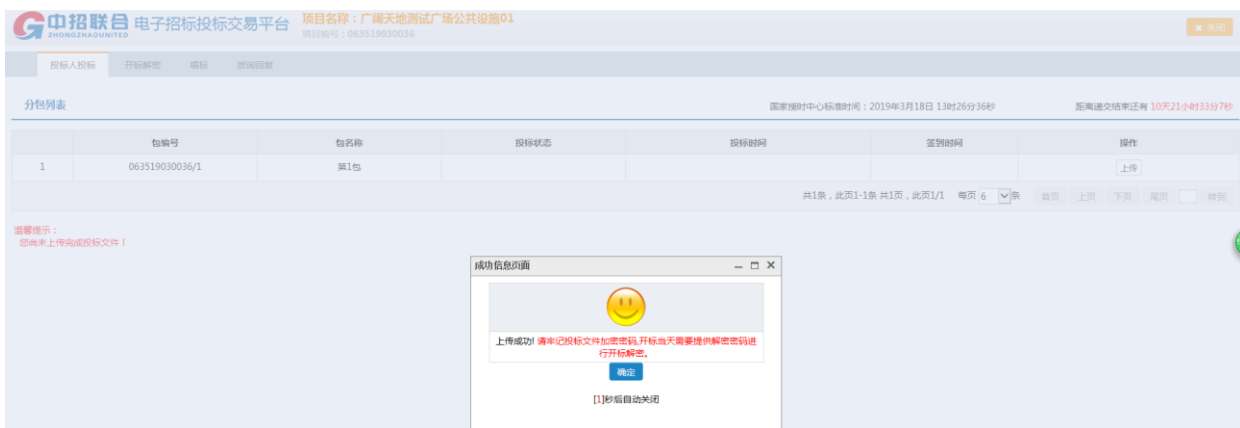 中招联合 电子招标投标交易平台
ZHONGZHAOUNITED
项目名称：广阔天地测试广场公共设施01
项目编号：063519030036
× 关闭
投标人投标 开标解密 唱标 质询回复
分包列表 国家授时中心标准时间：2019年3月18日 13时26分36秒 距离递交结束还有 10天21小时33分7秒
包编号 包名称 投标状态 投标时间 签到时间 操作
1 063519030036/1 第1包 上传
共1条，此页1-1条 共1页，此页1/1 每页 6 条 首页 上页 下页 尾页 转到
温馨提示：
您尚未上传完成投标文件！
成功信息页面
上传成功! 请牢记投标文件加密密码,开标当天需要提供解密密码进
行开标解密。
确定
[1]秒后自动关闭